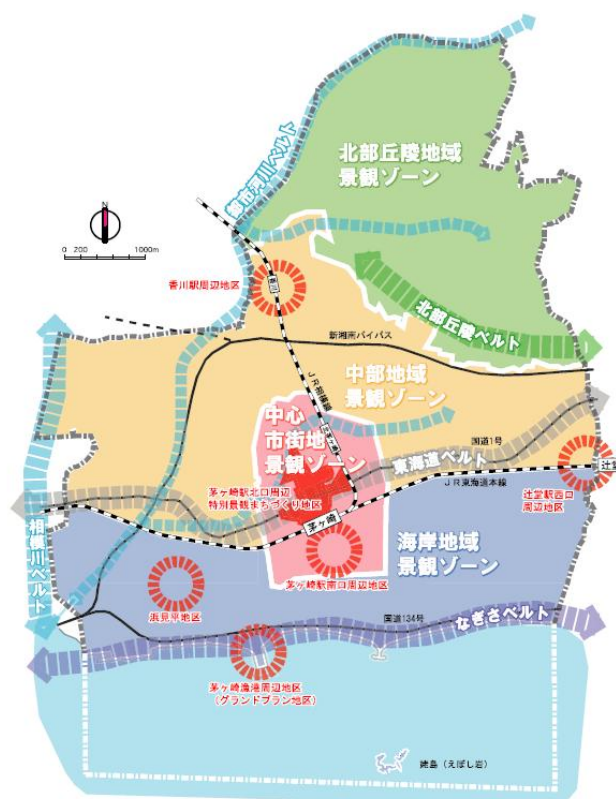 北部丘陵地域
景観ゾーン
都市河川ベルト
N
0 200 1000m
香川駅周辺地区
香川
北部丘陵ベルト
新湘南バイパス
JR相模線
中部地域
景観ゾーン
中心
市街地
景観ゾーン
国道1号
東海道ベルト
JR東海道本線
辻堂
辻堂駅西口
周辺地区
茅ヶ崎駅北口周辺
特別景観まちづくり地区
茅ヶ崎
相模川ベルト
海岸地域
景観ゾーン
茅ヶ崎駅南口周辺地区
浜見平地区
国道134号
なぎさベルト
茅ヶ崎漁港周辺地区
(グランドプラン地区)
姥島(えぼし岩)